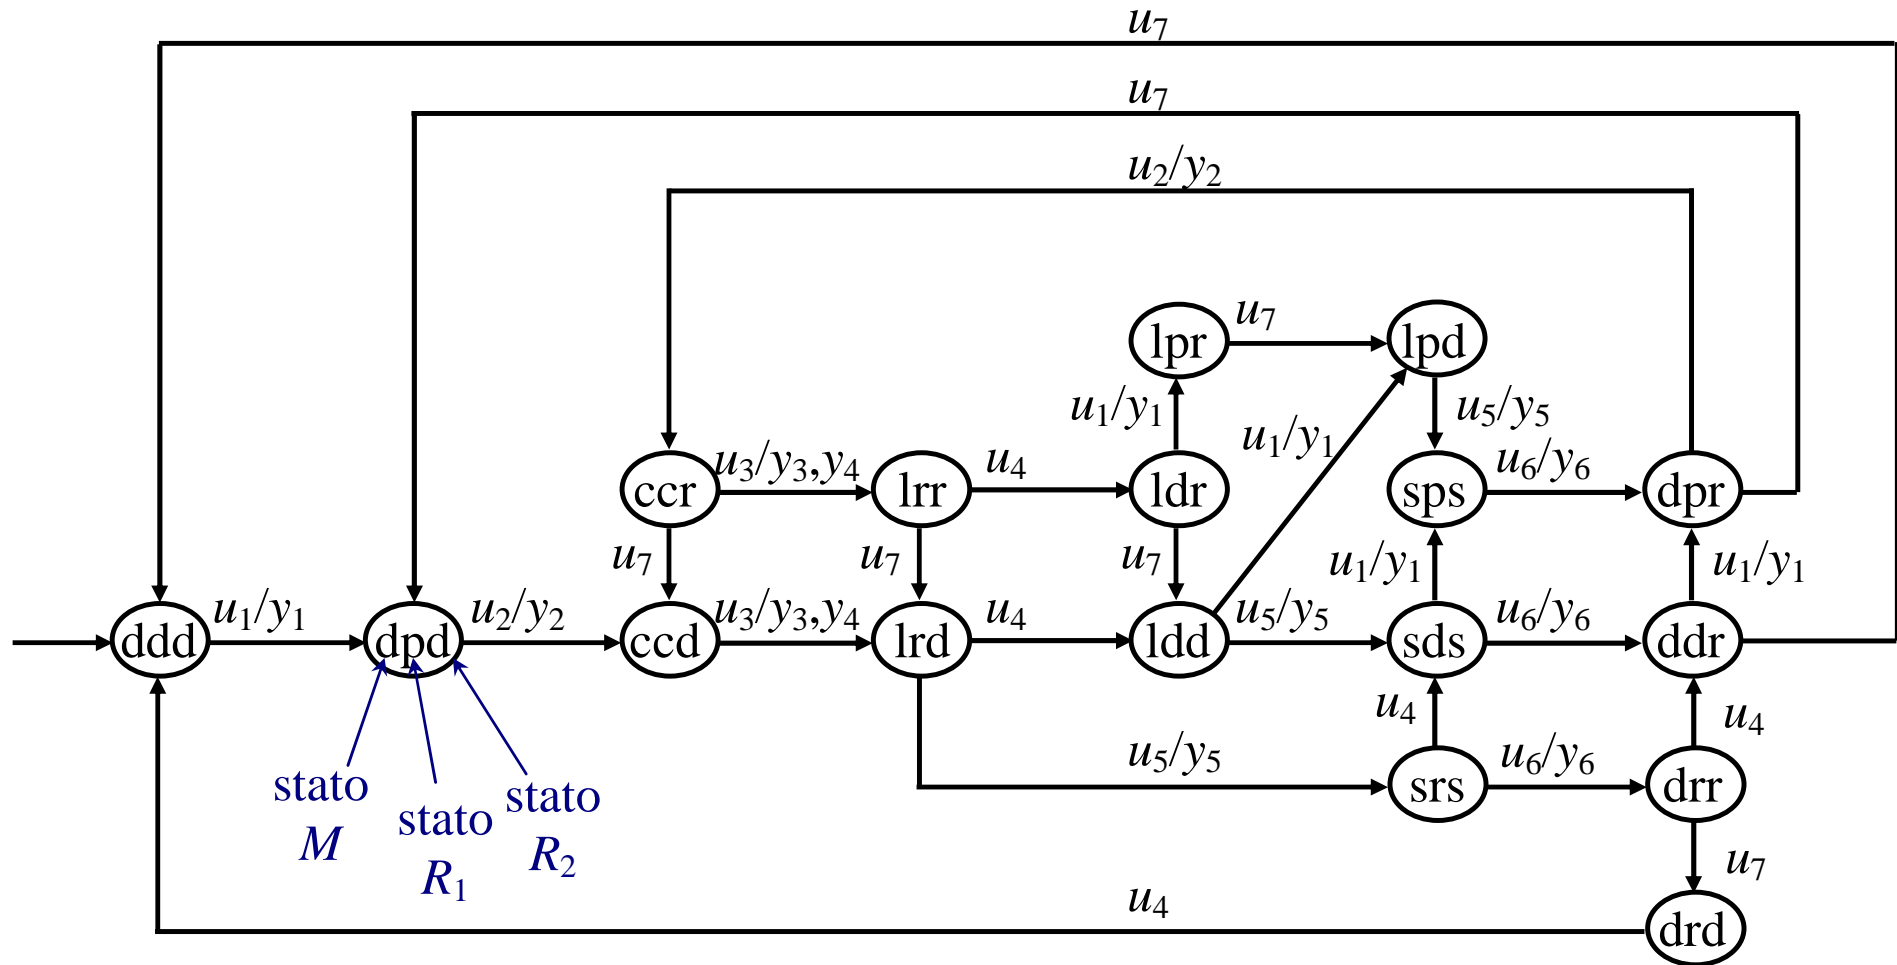 u₇
u₇
u₂/y₂
lpr
u₇
lpd
u₁/y₁
u₁/y₁
u₅/y₅
ccr
u₃/y₃,y₄
lrr
u₄
ldr
sps
u₆/y₆
dpr
u₇
u₇
u₇
u₁/y₁
u₁/y₁
ddd
u₁/y₁
dpd
u₂/y₂
ccd
u₃/y₃,y₄
lrd
u₄
ldd
u₅/y₅
sds
u₆/y₆
ddr
u₄
u₄
stato
M
stato
R₁
stato
R₂
u₅/y₅
srs
u₆/y₆
drr
u₇
u₄
drd